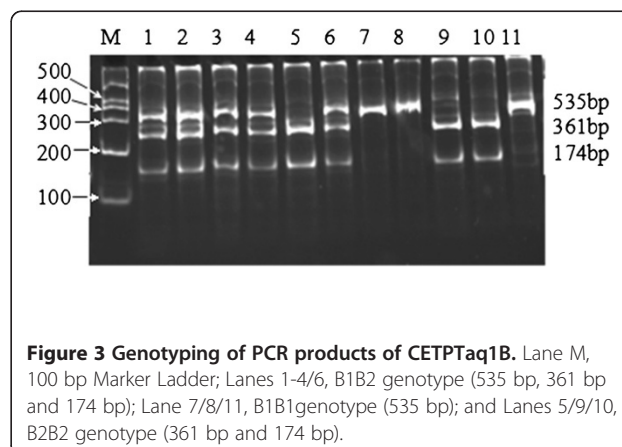 M 1 2 3 4 5 6 7 8 9 10 11
500
400
300
200
100
535bp
361bp
174bp
Figure 3 Genotyping of PCR products of CETPTaq1B. Lane M,
100 bp Marker Ladder; Lanes 1-4/6, B1B2 genotype (535 bp, 361 bp
and 174 bp); Lane 7/8/11, B1B1genotype (535 bp); and Lanes 5/9/10,
B2B2 genotype (361 bp and 174 bp).